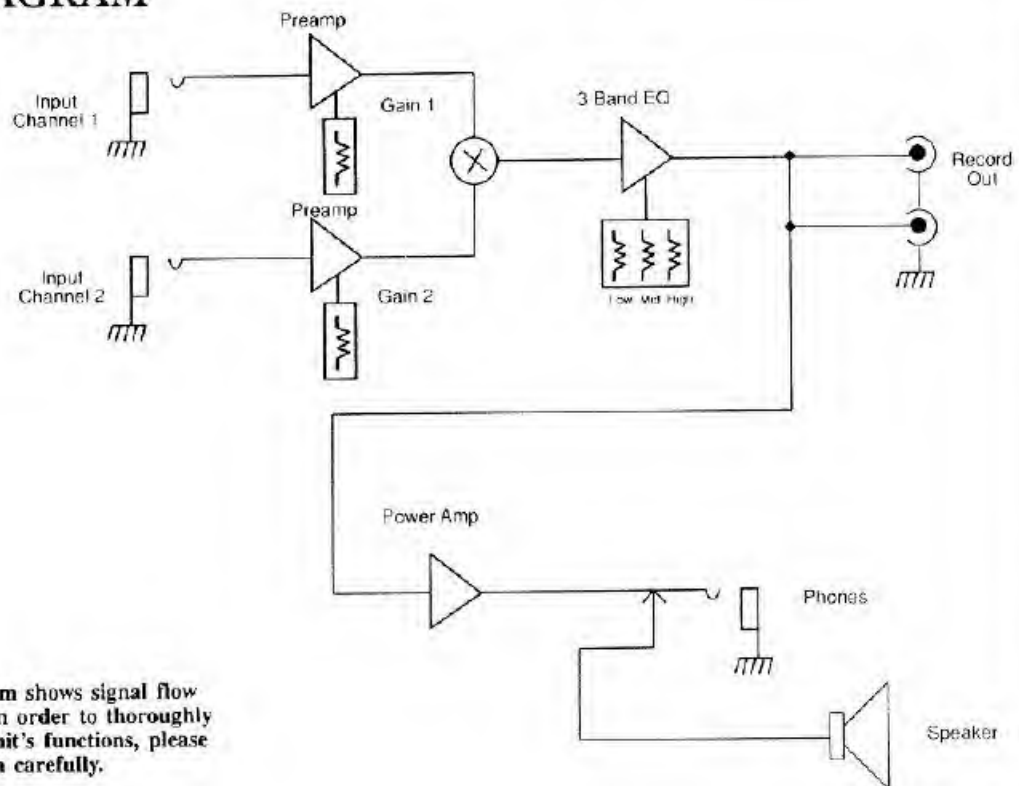 Preamp
Input
Channel 1
Gain 1
3 Band EQ
Record
Out
Preamp
Input
Channel 2
Gain 2
Low Mid High
Power Amp
Phones
m shows signal flow
n order to thoroughly
nit's functions, please
carefully.
Speaker